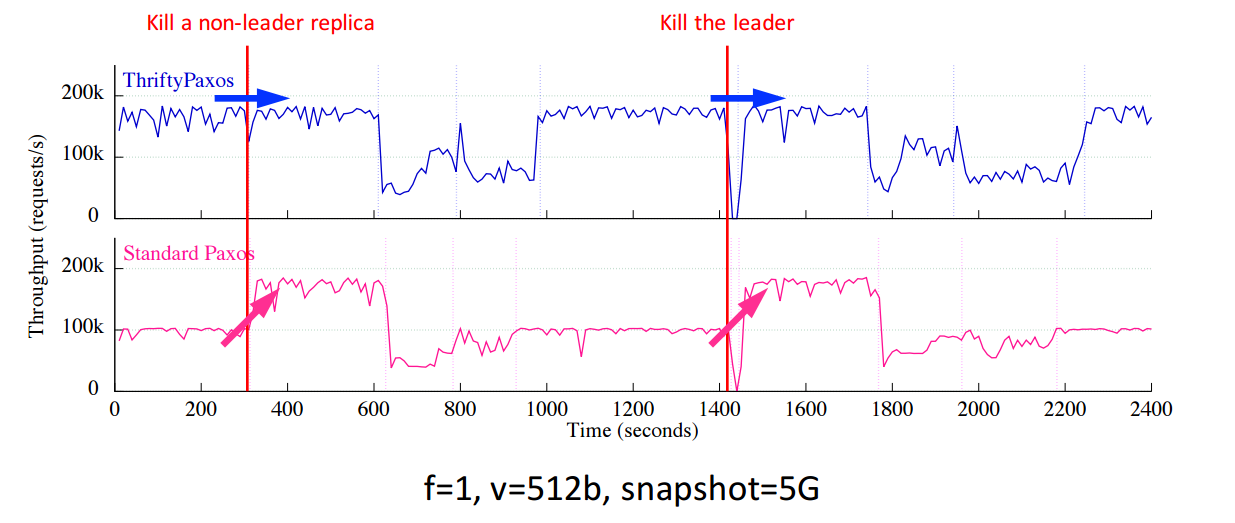 Kill a non-leader replica
Kill the leader
Throughput (requests/s)
ThriftyPaxos
200k
100k
0
Standard Paxos
200k
100k
0
0 200 400 600 800 1000 1200 1400 1600 1800 2000 2200 2400
Time (seconds)
f=1, v=512b, snapshot=5G